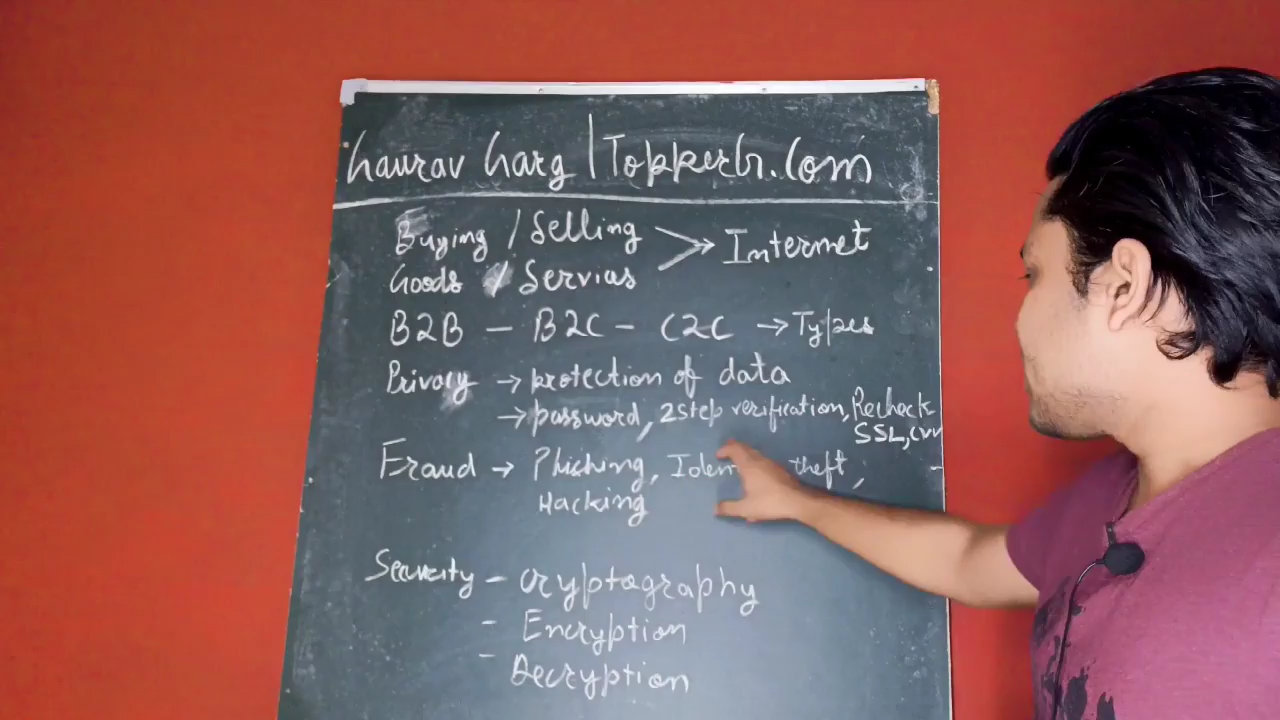 Gaurav Garg | Topperly.Com
Buying / Selling
Goods / Services
→ Internet
B2B - B2C - C2C → Types
Privacy → protection of data
→ password, 2step verification, Recheck
SSL, CVV
Fraud → Phishing, theft,
Hacking
Security - Cryptography
- Encryption
- Decryption